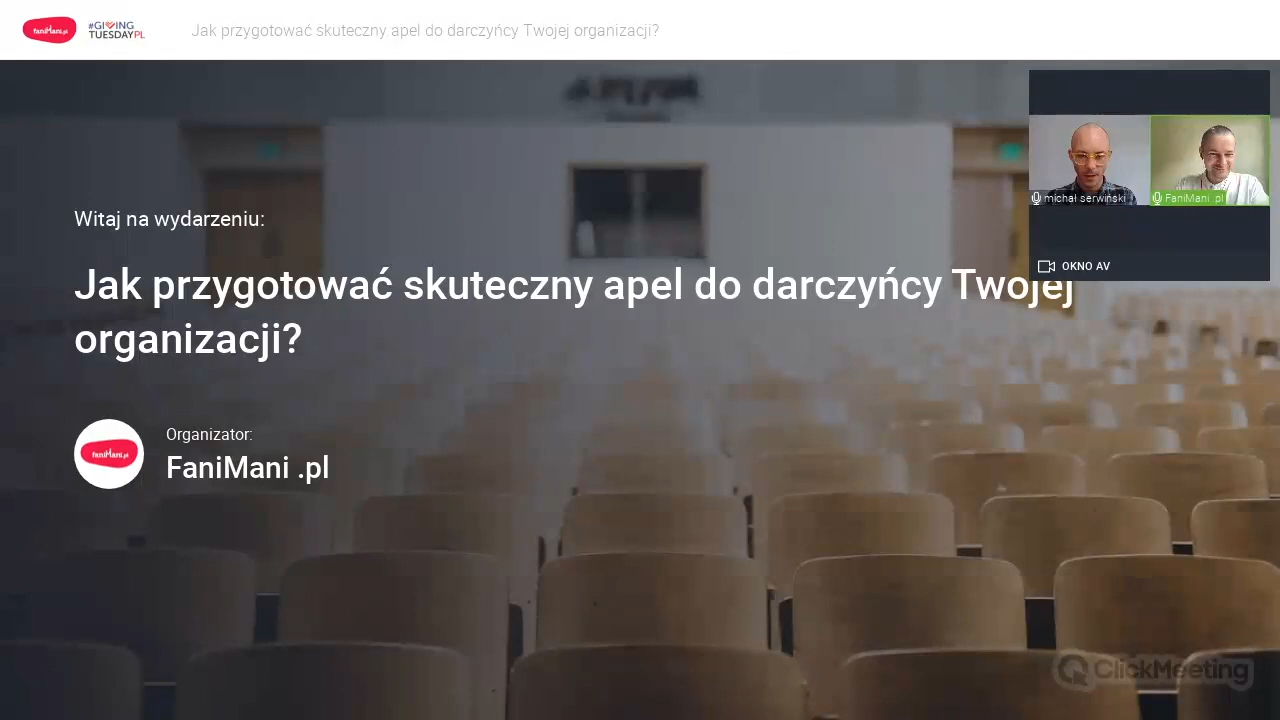 faniMani.pl
#GIVING
TUESDAYPL
Jak przygotować skuteczny apel do darczyńcy Twojej organizacji?
michał serwiński
FaniMani .pl
OKNO AV
Witaj na wydarzeniu:
Jak przygotować skuteczny apel do darczyńcy Twojej
organizacji?
faniMani.pl
Organizator:
FaniMani .pl
ClickMeeting